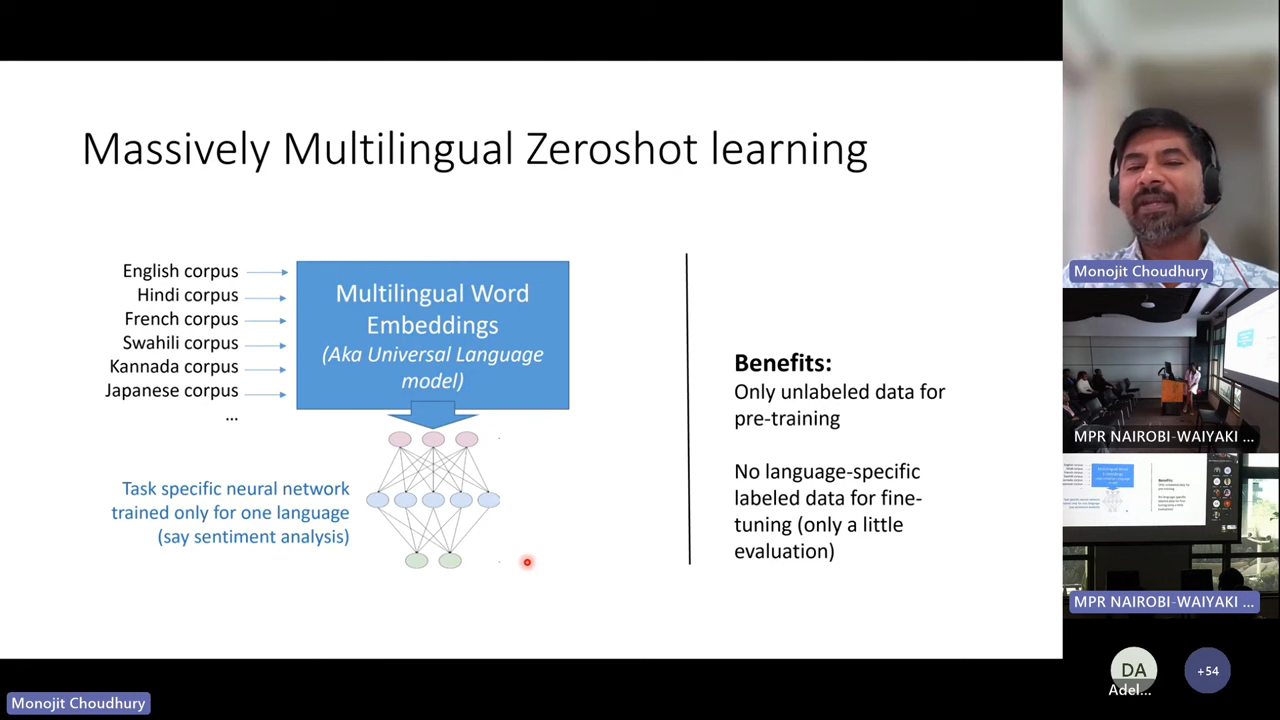 Massively Multilingual Zeroshot learning
English corpus
Hindi corpus
French corpus
Swahili corpus
Kannada corpus
Japanese corpus
...
Multilingual Word
Embeddings
(Aka Universal Language
model)
Task specific neural network
trained only for one language
(say sentiment analysis)
Benefits:
Only unlabeled data for
pre-training
No language-specific
labeled data for fine-
tuning (only a little
evaluation)
Monojit Choudhury
MPR NAIROBI-WAIYAKI ...
MPR NAIROBI-WAIYAKI ...
DA
Adel...
+54
Monojit Choudhury